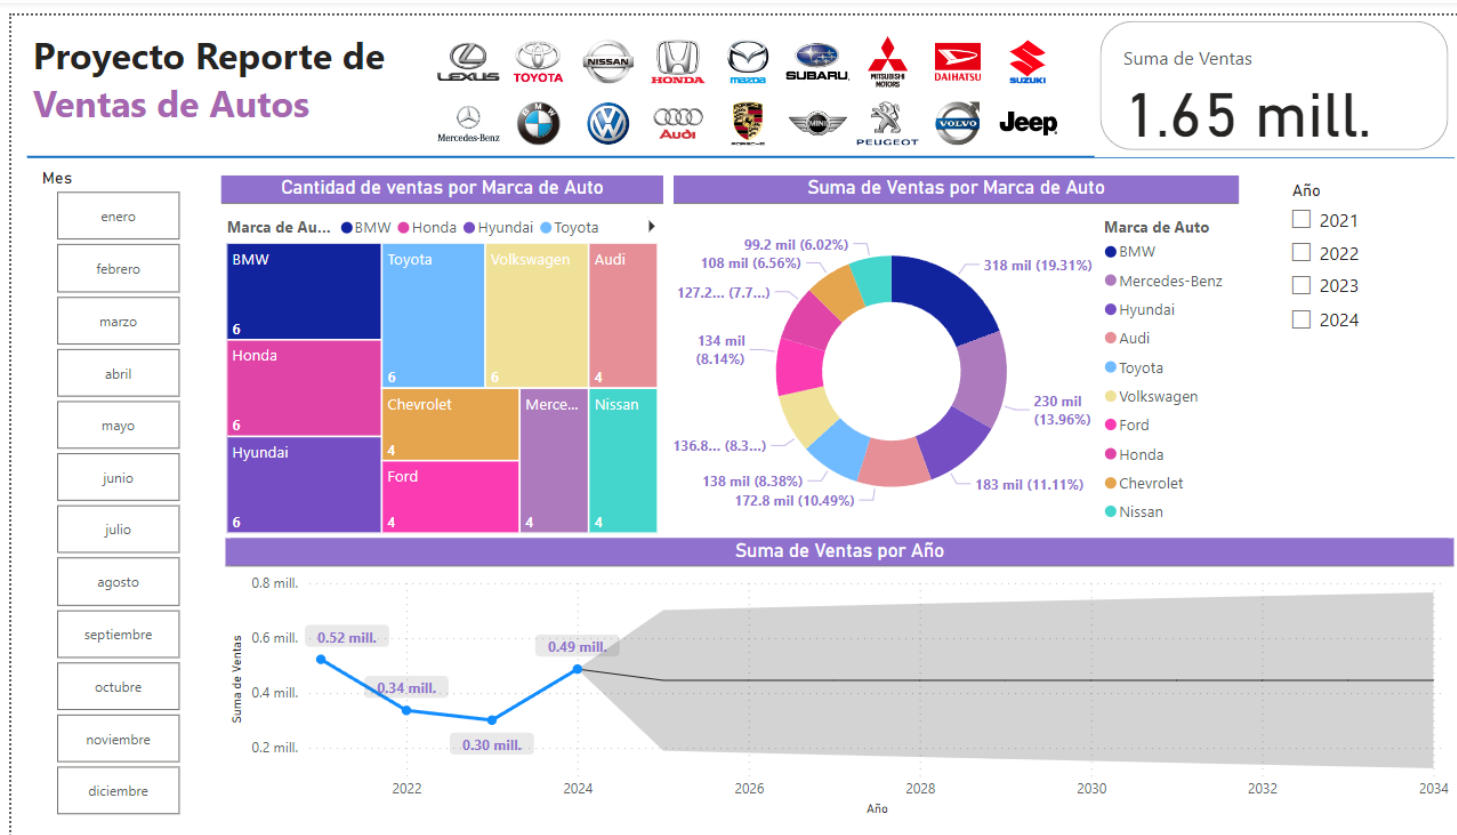 Proyecto Reporte de
Ventas de Autos
LEXUS
TOYOTA
NISSAN
HONDA
mazda
SUBARU.
MITSUBISHI
MOTORS
DAIHATSU
SUZUKI
Mercedes-Benz
BMW
Audi
PORSCHE
MINI
PEUGEOT
VOLVO
Jeep
Suma de Ventas
1.65 mill.
Mes
enero
febrero
marzo
abril
mayo
junio
julio
agosto
septiembre
octubre
noviembre
diciembre
Cantidad de ventas por Marca de Auto
Marca de Au... BMW Honda Hyundai Toyota
BMW
6
Honda
6
Hyundai
6
Toyota
6
Volkswagen
6
Audi
4
Chevrolet
4
Ford
4
Merce...
4
Nissan
4
Suma de Ventas por Marca de Auto
99.2 mil (6.02%)
108 mil (6.56%)
127.2... (7.7...)
134 mil
(8.14%)
136.8... (8.3...)
138 mil (8.38%)
172.8 mil (10.49%)
318 mil (19.31%)
230 mil
(13.96%)
183 mil (11.11%)
Marca de Auto
BMW
Mercedes-Benz
Hyundai
Audi
Toyota
Volkswagen
Ford
Honda
Chevrolet
Nissan
Año
2021
2022
2023
2024
Suma de Ventas por Año
Suma de Ventas
0.8 mill.
0.6 mill.
0.4 mill.
0.2 mill.
0.52 mill.
0.34 mill.
0.30 mill.
0.49 mill.
2022
2024
2026
2028
2030
2032
2034
Año